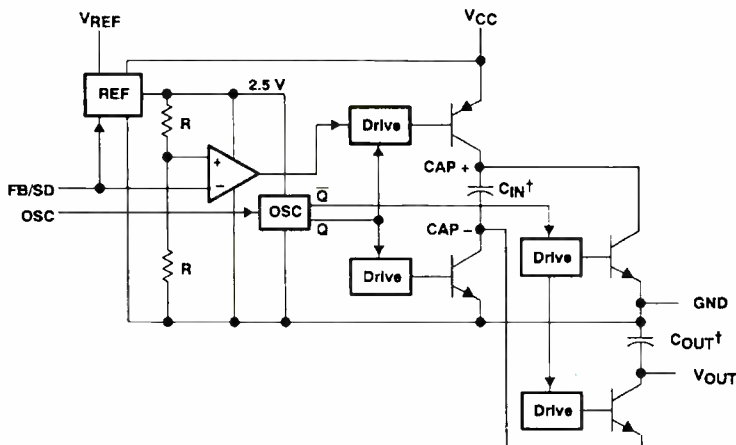 VREF
VCC
REF
2.5 V
R
Drive
+
−
CAP +
CIN†
FB/SD
OSC
OSC
Q̅
Q
CAP −
R
Drive
Drive
GND
COUT†
VOUT
Drive